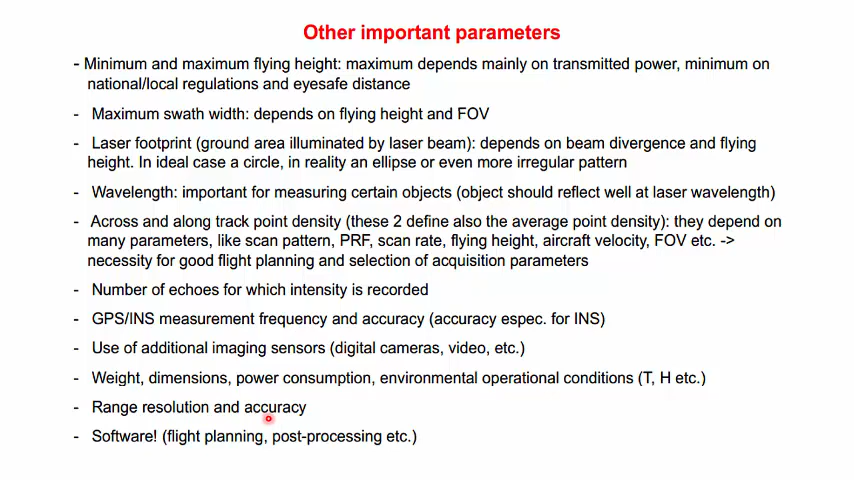 Other important parameters
- Minimum and maximum flying height: maximum depends mainly on transmitted power, minimum on
national/local regulations and eyesafe distance
- Maximum swath width: depends on flying height and FOV
- Laser footprint (ground area illuminated by laser beam): depends on beam divergence and flying
height. In ideal case a circle, in reality an ellipse or even more irregular pattern
- Wavelength: important for measuring certain objects (object should reflect well at laser wavelength)
- Across and along track point density (these 2 define also the average point density): they depend on
many parameters, like scan pattern, PRF, scan rate, flying height, aircraft velocity, FOV etc. ->
necessity for good flight planning and selection of acquisition parameters
- Number of echoes for which intensity is recorded
- GPS/INS measurement frequency and accuracy (accuracy espec. for INS)
- Use of additional imaging sensors (digital cameras, video, etc.)
- Weight, dimensions, power consumption, environmental operational conditions (T, H etc.)
- Range resolution and accuracy
- Software! (flight planning, post-processing etc.)